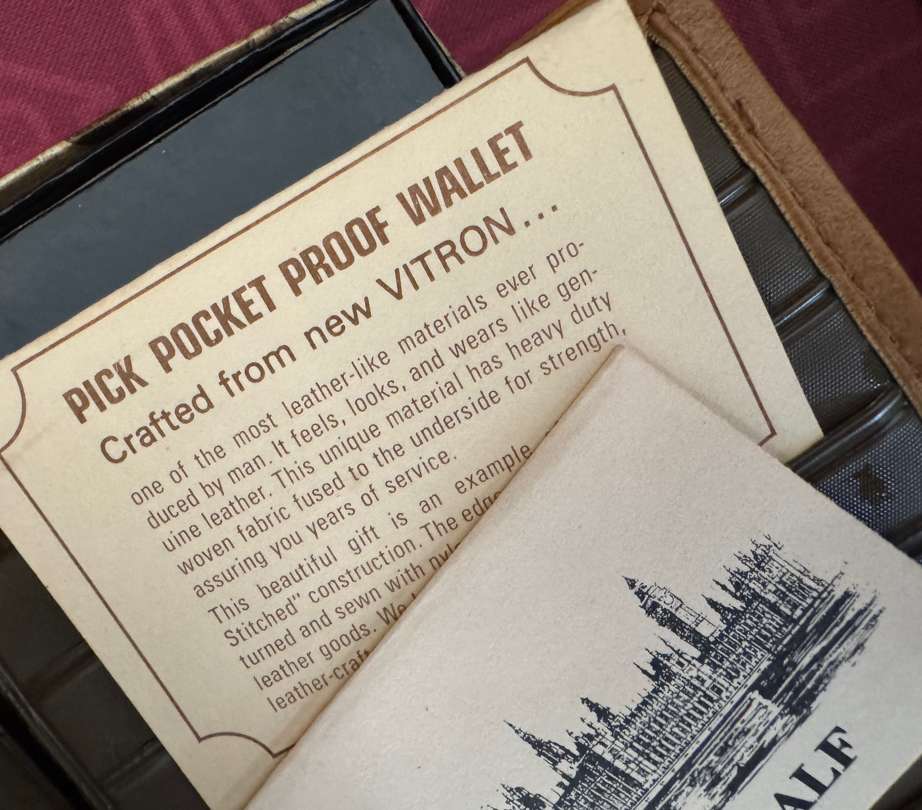 PICK POCKET PROOF WALLET
Crafted from new VITRON...
one of the most leather-like materials ever pro-
duced by man. It feels, looks, and wears like gen-
uine leather. This unique material has heavy duty
woven fabric fused to the underside for strength,
assuring you years of service.
This beautiful gift is an example
Stitched" construction. The
turned and sewn with
leather goods. We
ALF